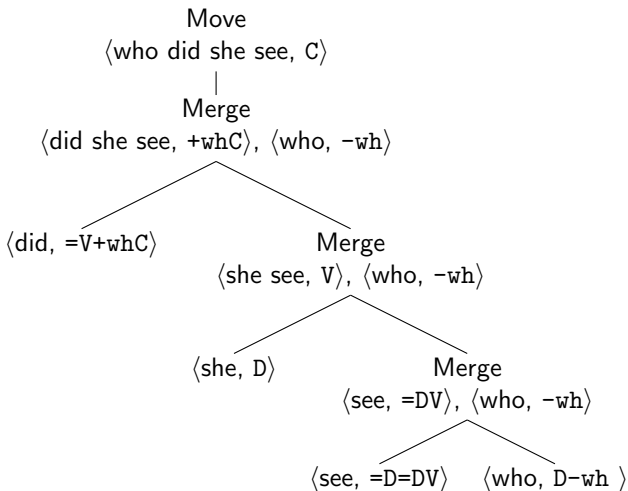 Move
⟨who did she see, C⟩
Merge
⟨did she see, +whC⟩, ⟨who, -wh⟩
⟨did, =V+whC⟩
Merge
⟨she see, V⟩, ⟨who, -wh⟩
⟨she, D⟩
Merge
⟨see, =DV⟩, ⟨who, -wh⟩
⟨see, =D=DV⟩ ⟨who, D-wh ⟩